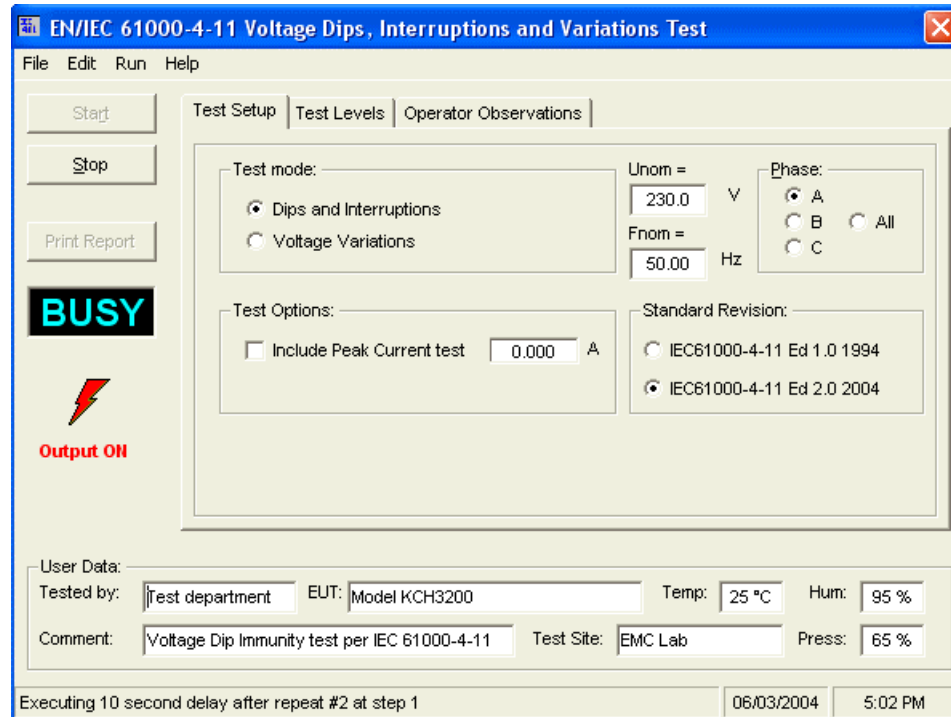 EN/IEC 61000-4-11 Voltage Dips, Interruptions and Variations Test
File Edit Run Help
Start
Stop
Print Report
BUSY
Output ON
Test Setup Test Levels Operator Observations
Test mode:
Dips and Interruptions
Voltage Variations
Unom =
230.0 V
Fnom =
50.00 Hz
Phase:
A
B All
C
Test Options:
Include Peak Current test 0.000 A
Standard Revision:
IEC61000-4-11 Ed 1.0 1994
IEC61000-4-11 Ed 2.0 2004
User Data:
Tested by: Test department EUT: Model KCH3200 Temp: 25 °C Hum: 95 %
Comment: Voltage Dip Immunity test per IEC 61000-4-11 Test Site: EMC Lab Press: 65 %
Executing 10 second delay after repeat #2 at step 1 06/03/2004 5:02 PM